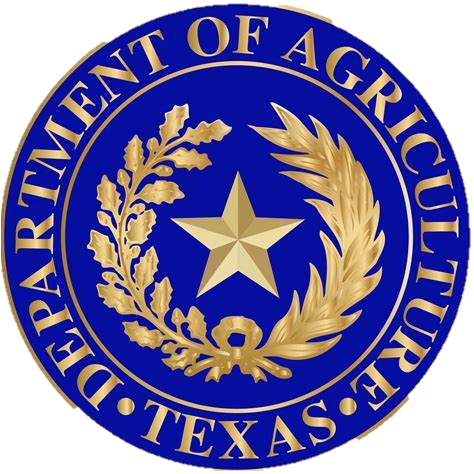 DEPARTMENT OF AGRICULTURE
• TEXAS •